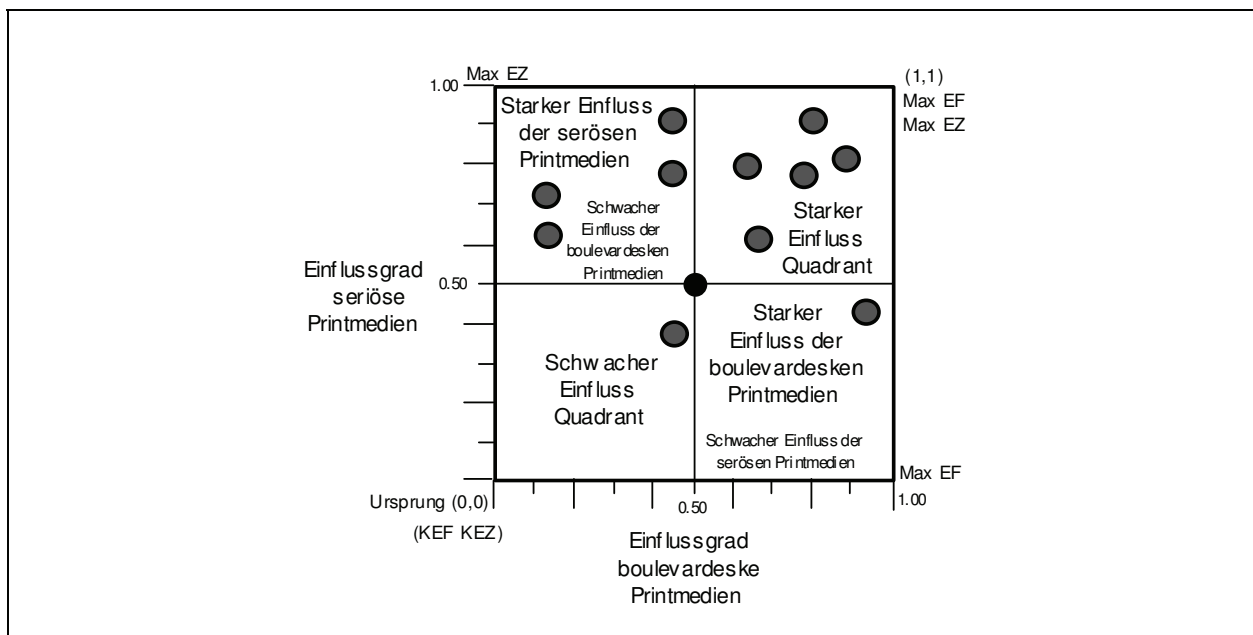 Max EZ
1.00
(1,1)
Max EF
Max EZ
Starker Einfluss
der serösen
Printmedien
Schwacher
Einfluss der
boulevardesken
Printmedien
Starker
Einfluss
Quadrant
Einflussgrad
seriöse
Printmedien
0.50
Starker
Einfluss der
boulevardesken
Printmedien
Schwacher
Einfluss
Quadrant
Schwacher Einfluss der
serösen Printmedien
Max EF
Ursprung (0,0)
0.50
1.00
(KEF KEZ)
Einflussgrad
boulevardeske
Printmedien